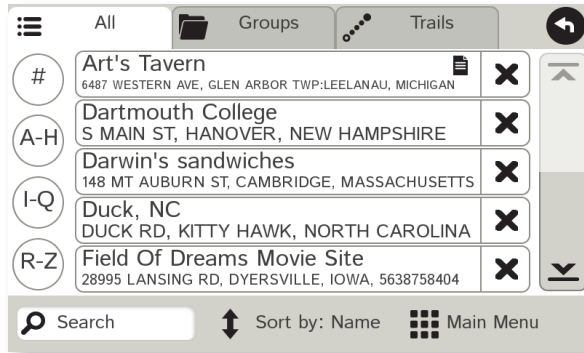 All
Groups
Trails
#
Art's Tavern
6487 WESTERN AVE, GLEN ARBOR TWP:LEELANAU, MICHIGAN
A-H
Dartmouth College
S MAIN ST, HANOVER, NEW HAMPSHIRE
Darwin's sandwiches
148 MT AUBURN ST, CAMBRIDGE, MASSACHUSETTS
I-Q
Duck, NC
DUCK RD, KITTY HAWK, NORTH CAROLINA
R-Z
Field Of Dreams Movie Site
28995 LANSING RD, DYERSVILLE, IOWA, 5638758404
Search
Sort by: Name
Main Menu